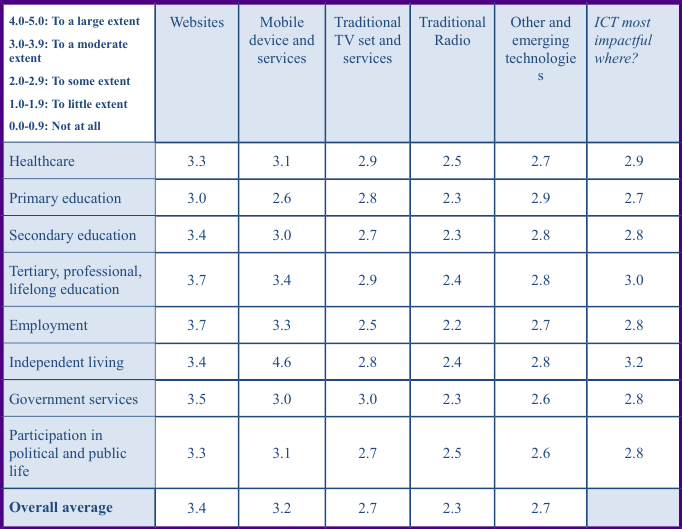 4.0-5.0: To a large extent
3.0-3.9: To a moderate
extent
2.0-2.9: To some extent
1.0-1.9: To little extent
0.0-0.9: Not at all
Websites
Mobile
device and
services
Traditional
TV set and
services
Traditional
Radio
Other and
emerging
technologie
s
ICT most
impactful
where?
Healthcare 3.3 3.1 2.9 2.5 2.7 2.9
Primary education 3.0 2.6 2.8 2.3 2.9 2.7
Secondary education 3.4 3.0 2.7 2.3 2.8 2.8
Tertiary, professional,
lifelong education 3.7 3.4 2.9 2.4 2.8 3.0
Employment 3.7 3.3 2.5 2.2 2.7 2.8
Independent living 3.4 4.6 2.8 2.4 2.8 3.2
Government services 3.5 3.0 3.0 2.3 2.6 2.8
Participation in
political and public
life 3.3 3.1 2.7 2.5 2.6 2.8
Overall average 3.4 3.2 2.7 2.3 2.7